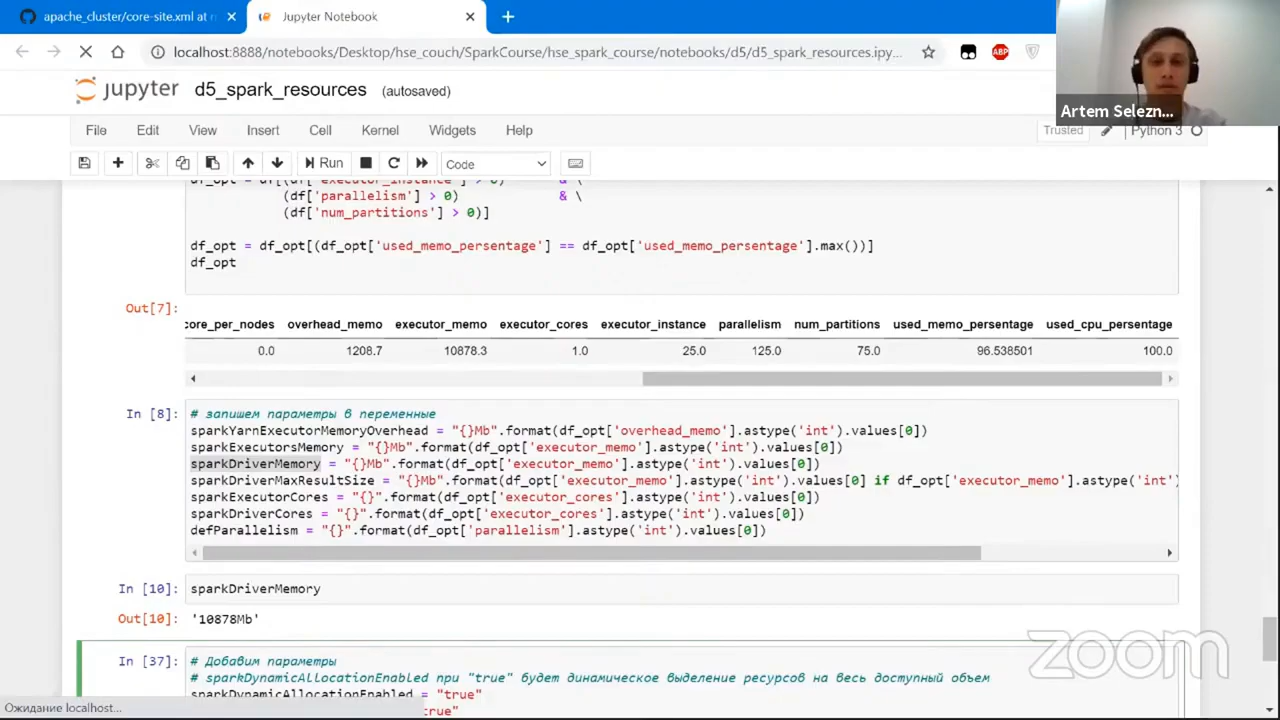 apache_cluster/core-site.xml at r
Jupyter Notebook
localhost:8888/notebooks/Desktop/hse_couch/SparkCourse/hse_spark_course/notebooks/d5/d5_spark_resources.ipy...
ABP
Artem Selezn...
jupyter d5_spark_resources (autosaved)
File Edit View Insert Cell Kernel Widgets Help
Trusted Python 3
Run Code
df_opt = df[(df['executor_instance'] > 0) & \
(df['parallelism'] > 0) & \
(df['num_partitions'] > 0)]
df_opt = df_opt[(df_opt['used_memo_persentage'] == df_opt['used_memo_persentage'].max())]
df_opt
Out[7]:
core_per_nodes overhead_memo executor_memo executor_cores executor_instance parallelism num_partitions used_memo_persentage used_cpu_persentage
0.0 1208.7 10878.3 1.0 25.0 125.0 75.0 96.538501 100.0
In [8]: # запишем параметры в переменные
sparkYarnExecutorMemoryOverhead = "{}Mb".format(df_opt['overhead_memo'].astype('int').values[0])
sparkExecutorsMemory = "{}Mb".format(df_opt['executor_memo'].astype('int').values[0])
sparkDriverMemory = "{}Mb".format(df_opt['executor_memo'].astype('int').values[0])
sparkDriverMaxResultSize = "{}Mb".format(df_opt['executor_memo'].astype('int').values[0] if df_opt['executor_memo'].astype('int')
sparkExecutorCores = "{}".format(df_opt['executor_cores'].astype('int').values[0])
sparkDriverCores = "{}".format(df_opt['executor_cores'].astype('int').values[0])
defParallelism = "{}".format(df_opt['parallelism'].astype('int').values[0])
In [10]: sparkDriverMemory
Out[10]: '10878Mb'
In [37]: # Добавим параметры
# sparkDynamicALLocationEnabLed при "true" будет динамическое выделение ресурсов на весь доступный объем
sparkDynamicAllocationEnabled = "true"
"true"
Ожидание localhost...
zoom